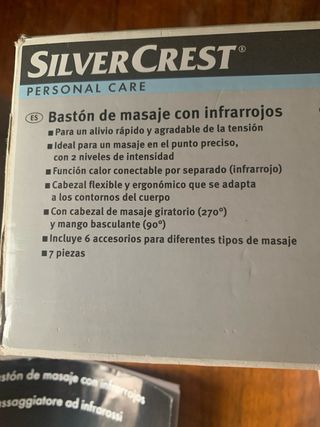 SILVERCREST®
PERSONAL CARE
ES Bastón de masaje con infrarrojos
■ Para un alivio rápido y agradable de la tensión
■ Ideal para un masaje en el punto preciso,
con 2 niveles de intensidad
■ Función calor conectable por separado (infrarrojo)
■ Cabezal flexible y ergonómico que se adapta
a los contornos del cuerpo
■ Con cabezal de masaje giratorio (270°)
y mango basculante (90°)
■ Incluye 6 accesorios para diferentes tipos de masaje
■ 7 piezas
stón de masaje con infrarrojos
ssaggiatore ad infrarossi